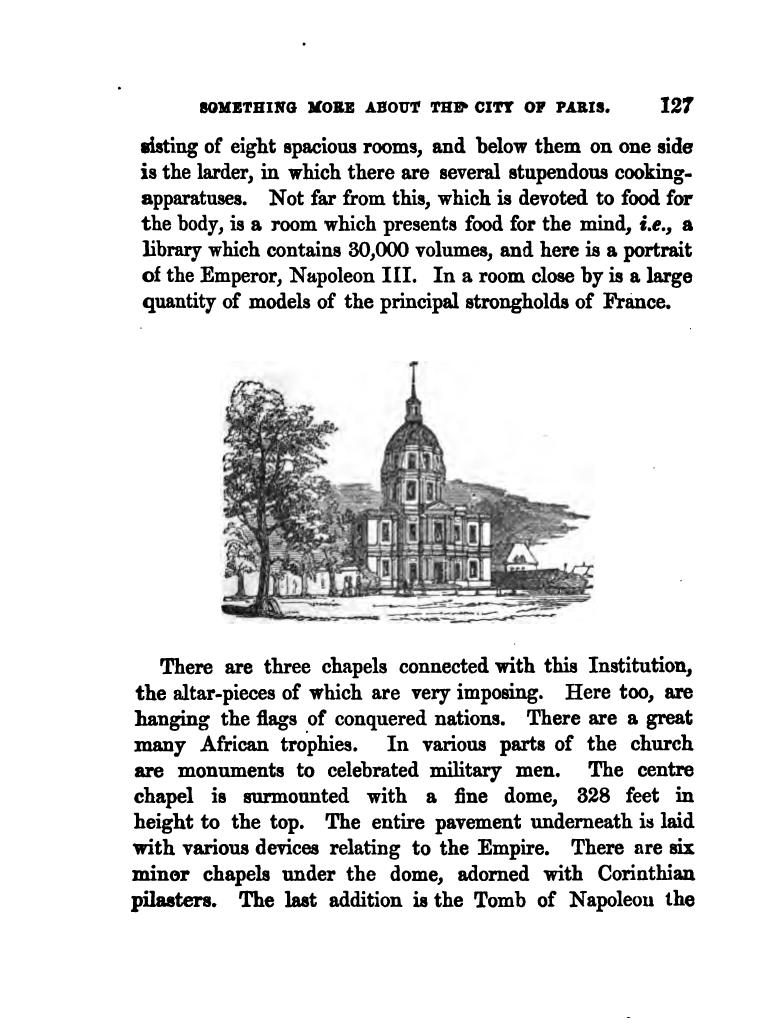 SOMETHING MORE ABOUT THE CITY OF PARIS. 127
sisting of eight spacious rooms, and below them on one side
is the larder, in which there are several stupendous cooking-
apparatuses. Not far from this, which is devoted to food for
the body, is a room which presents food for the mind, i.e., a
library which contains 30,000 volumes, and here is a portrait
of the Emperor, Napoleon III. In a room close by is a large
quantity of models of the principal strongholds of France.
There are three chapels connected with this Institution,
the altar-pieces of which are very imposing. Here too, are
hanging the flags of conquered nations. There are a great
many African trophies. In various parts of the church
are monuments to celebrated military men. The centre
chapel is surmounted with a fine dome, 328 feet in
height to the top. The entire pavement underneath is laid
with various devices relating to the Empire. There are six
minor chapels under the dome, adorned with Corinthian
pilasters. The last addition is the Tomb of Napoleon the